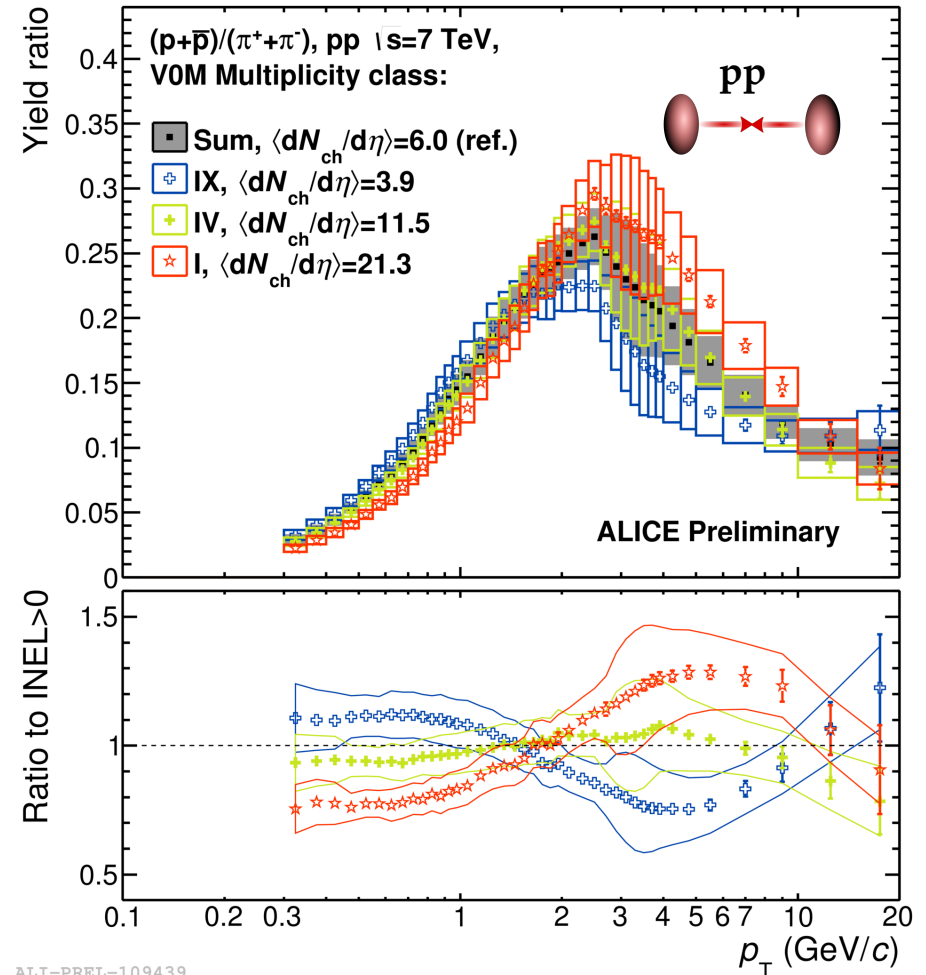 Yield ratio
(p+p̅)/(π⁺+π⁻), pp √s=7 TeV,
V0M Multiplicity class:
pp
Sum, ⟨dN_ch/dη⟩=6.0 (ref.)
IX, ⟨dN_ch/dη⟩=3.9
IV, ⟨dN_ch/dη⟩=11.5
I, ⟨dN_ch/dη⟩=21.3
0.4
0.35
0.3
0.25
0.2
0.15
0.1
0.05
0
ALICE Preliminary
Ratio to INEL>0
1.5
1
0.5
0.1 0.2 0.3 1 2 3 4 5 6 7 10 20
p_T (GeV/c)
ALI-PREL-109439